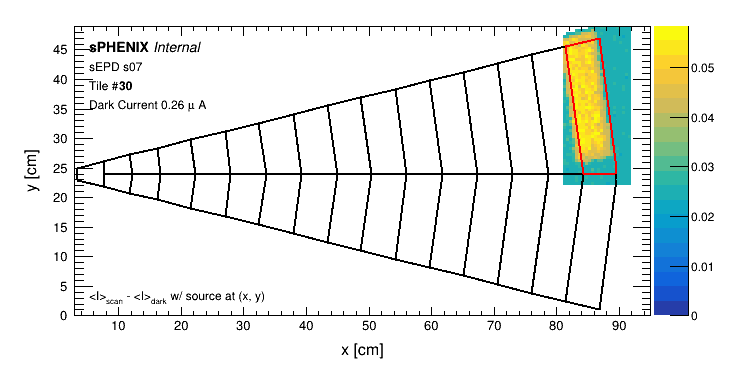 sPHENIX Internal
sEPD s07
Tile #30
Dark Current 0.26 μ A
<I>scan - <I>dark w/ source at (x, y)
y [cm]
45
40
35
30
25
20
15
10
5
0
10 20 30 40 50 60 70 80 90
x [cm]
0.05
0.04
0.03
0.02
0.01
0